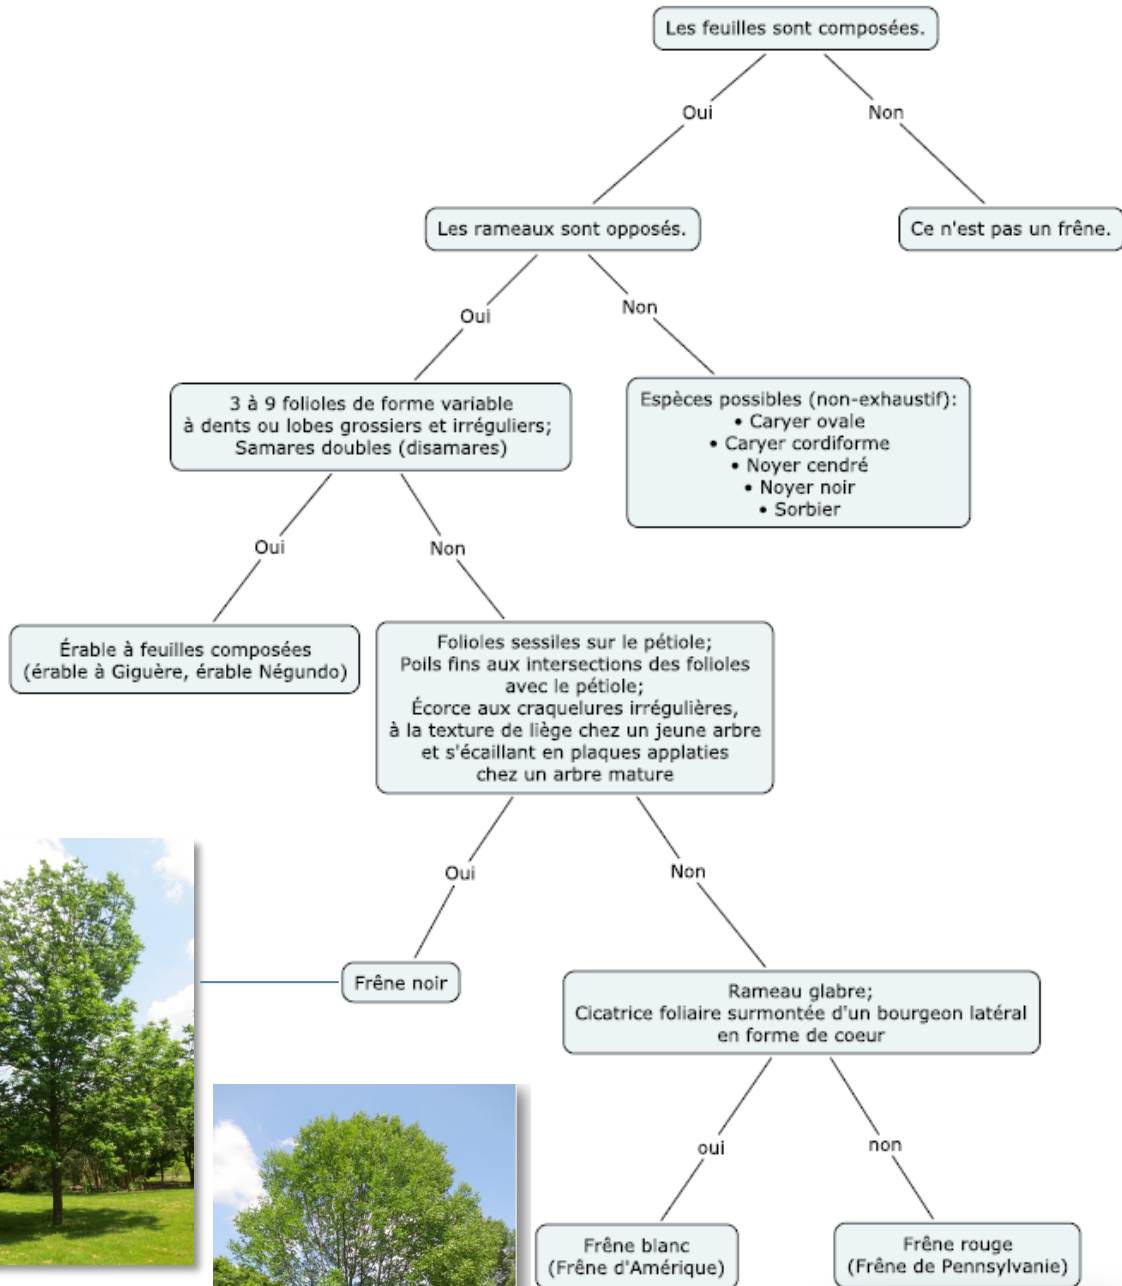 Les feuilles sont composées.
Oui
Non
Les rameaux sont opposés.
Ce n'est pas un frêne.
Oui
Non
3 à 9 folioles de forme variable
à dents ou lobes grossiers et irréguliers;
Samares doubles (disamares)
Espèces possibles (non-exhaustif):
• Caryer ovale
• Caryer cordiforme
• Noyer cendré
• Noyer noir
• Sorbier
Oui
Non
Érable à feuilles composées
(érable à Giguère, érable Négundo)
Folioles sessiles sur le pétiole;
Poils fins aux intersections des folioles
avec le pétiole;
Écorce aux craquelures irrégulières,
à la texture de liège chez un jeune arbre
et s'écaillant en plaques applaties
chez un arbre mature
Oui
Non
Frêne noir
Rameau glabre;
Cicatrice foliaire surmontée d'un bourgeon latéral
en forme de coeur
oui
non
Frêne blanc
(Frêne d'Amérique)
Frêne rouge
(Frêne de Pennsylvanie)